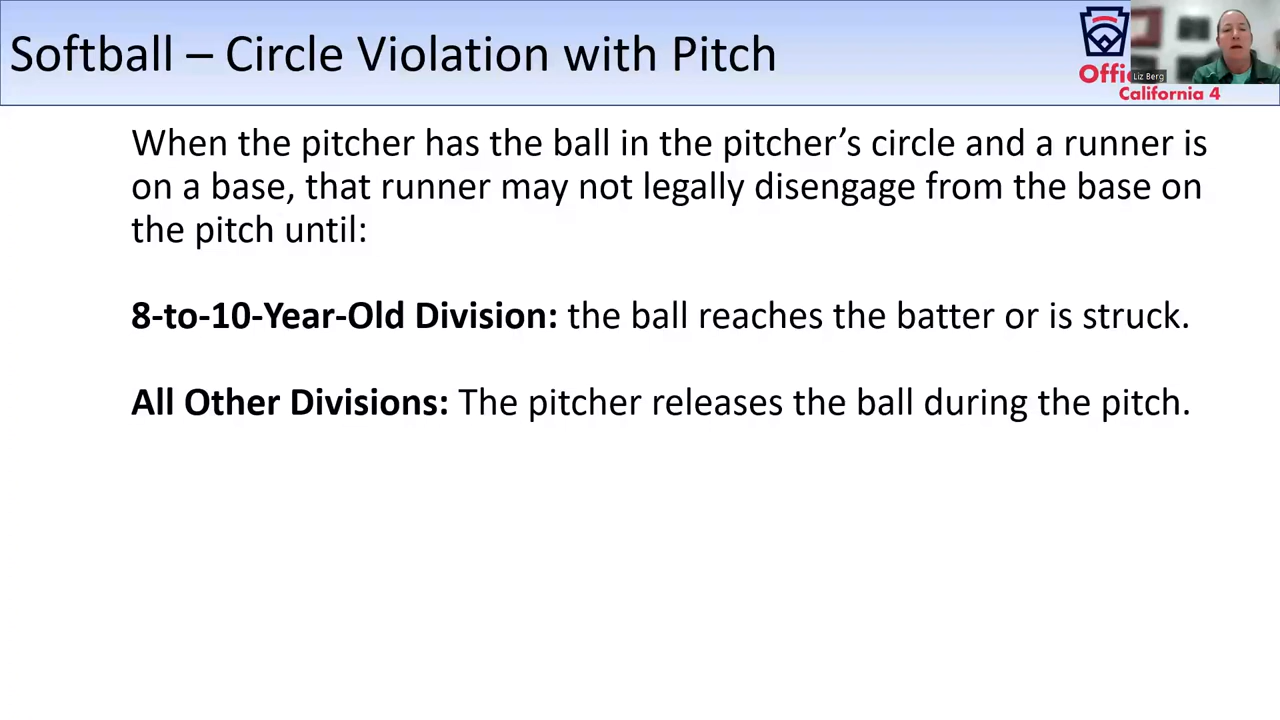 Softball – Circle Violation with Pitch
Liz Berg
California 4
When the pitcher has the ball in the pitcher’s circle and a runner is
on a base, that runner may not legally disengage from the base on
the pitch until:
8-to-10-Year-Old Division: the ball reaches the batter or is struck.
All Other Divisions: The pitcher releases the ball during the pitch.